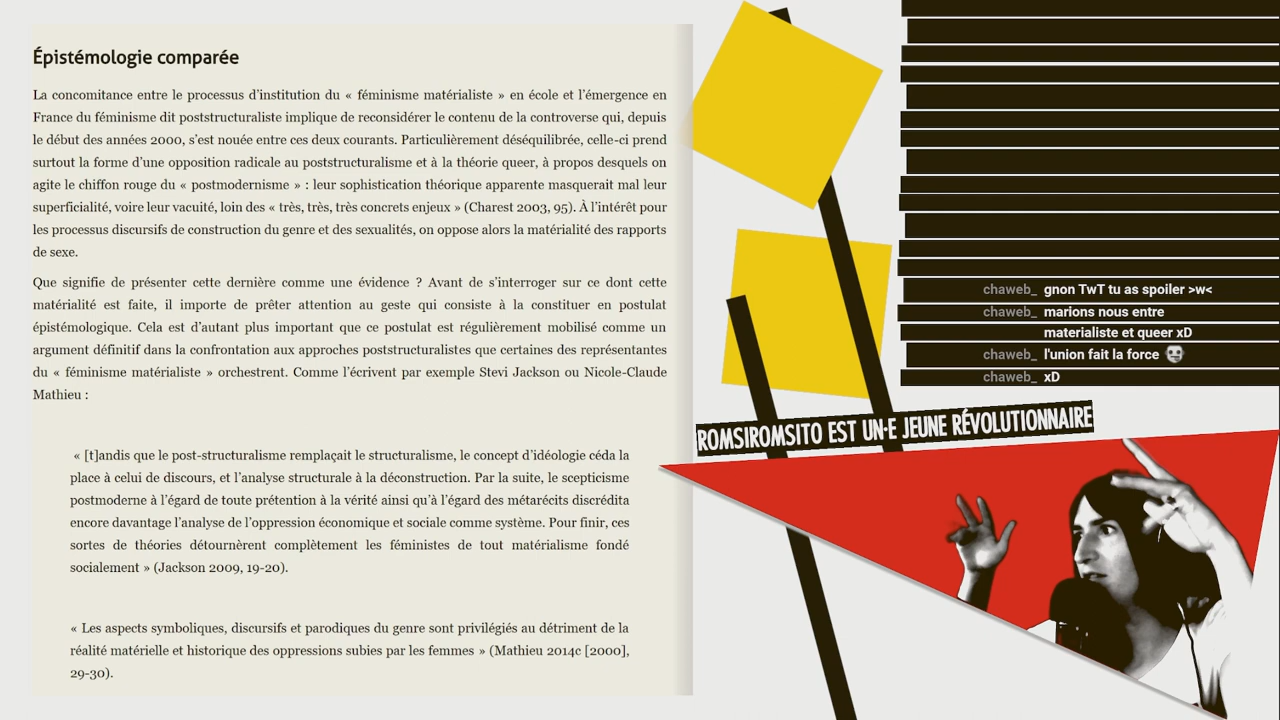 Épistémologie comparée
La concomitance entre le processus d’institution du « féminisme matérialiste » en école et l’émergence en
France du féminisme dit poststructuraliste implique de reconsidérer le contenu de la controverse qui, depuis
le début des années 2000, s’est nouée entre ces deux courants. Particulièrement déséquilibrée, celle-ci prend
surtout la forme d’une opposition radicale au poststructuralisme et à la théorie queer, à propos desquels on
agite le chiffon rouge du « postmodernisme » : leur sophistication théorique apparente masquerait mal leur
superficialité, voire leur vacuité, loin des « très, très, très concrets enjeux » (Charest 2003, 95). À l’intérêt pour
les processus discursifs de construction du genre et des sexualités, on oppose alors la matérialité des rapports
de sexe.
Que signifie de présenter cette dernière comme une évidence ? Avant de s’interroger sur ce dont cette
matérialité est faite, il importe de prêter attention au geste qui consiste à la constituer en postulat
épistémologique. Cela est d’autant plus important que ce postulat est régulièrement mobilisé comme un
argument définitif dans la confrontation aux approches poststructuralistes que certaines des représentantes
du « féminisme matérialiste » orchestrent. Comme l’écrivent par exemple Stevi Jackson ou Nicole-Claude
Mathieu :
« [t]andis que le post-structuralisme remplaçait le structuralisme, le concept d’idéologie céda la
place à celui de discours, et l’analyse structurale à la déconstruction. Par la suite, le scepticisme
postmoderne à l’égard de toute prétention à la vérité ainsi qu’à l’égard des métarécits discrédita
encore davantage l’analyse de l’oppression économique et sociale comme système. Pour finir, ces
sortes de théories détournèrent complètement les féministes de tout matérialisme fondé
socialement » (Jackson 2009, 19-20).
« Les aspects symboliques, discursifs et parodiques du genre sont privilégiés au détriment de la
réalité matérielle et historique des oppressions subies par les femmes » (Mathieu 2014c [2000],
29-30).
chaweb_ gnon TwT tu as spoiler >w<
chaweb_ marions nous entre
materialiste et queer xD
chaweb_ l'union fait la force
chaweb_ xD
ROMSIROMSITO EST UN·E JEUNE RÉVOLUTIONNAIRE